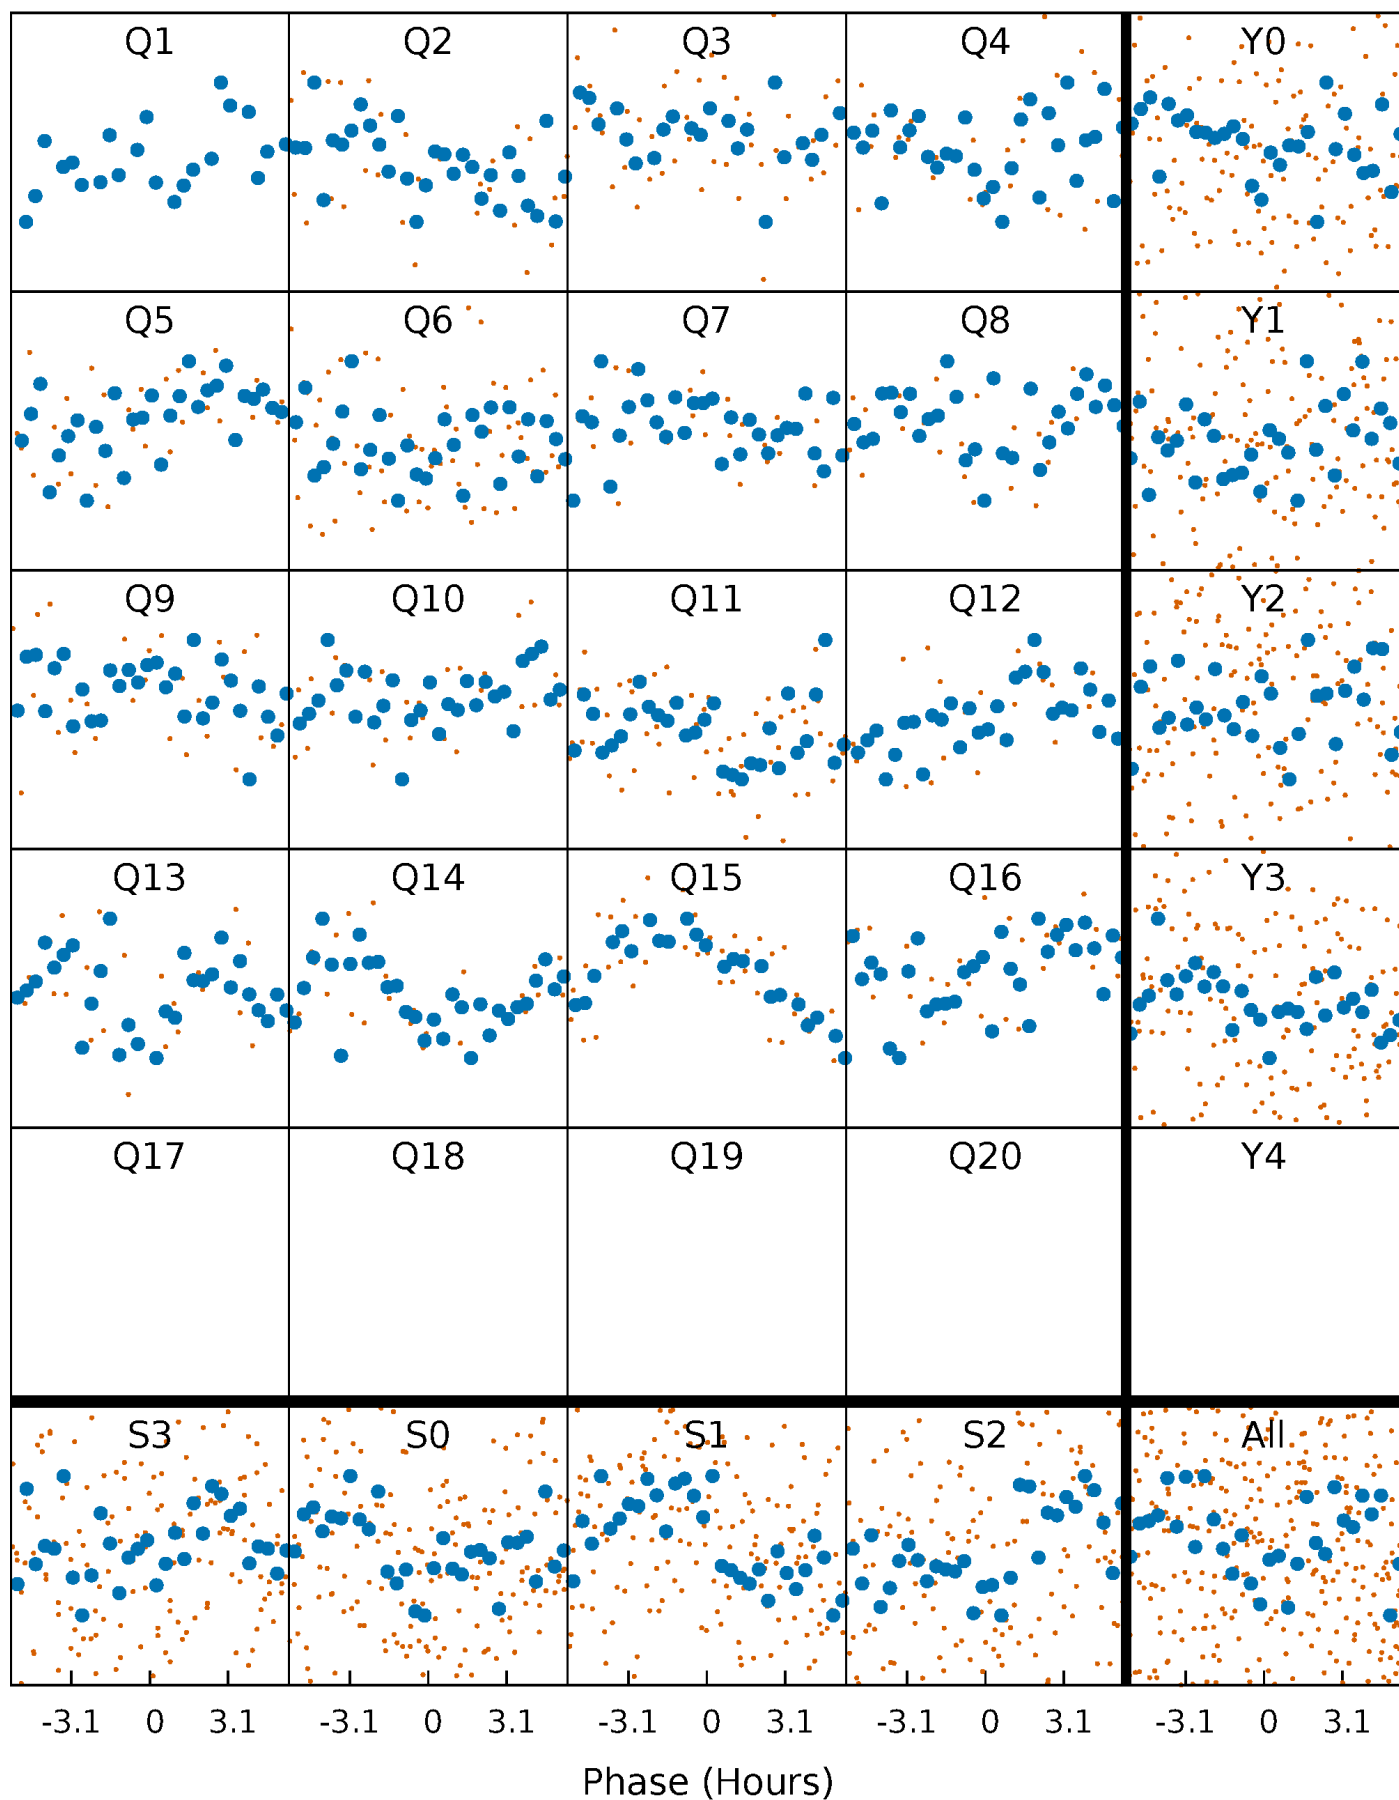 Q1 Q2 Q3 Q4 Y0
Q5 Q6 Q7 Q8 Y1
Q9 Q10 Q11 Q12 Y2
Q13 Q14 Q15 Q16 Y3
Q17 Q18 Q19 Q20 Y4
S3 S0 S1 S2 All
-3.1 0 3.1 -3.1 0 3.1 -3.1 0 3.1 -3.1 0 3.1 -3.1 0 3.1
Phase (Hours)